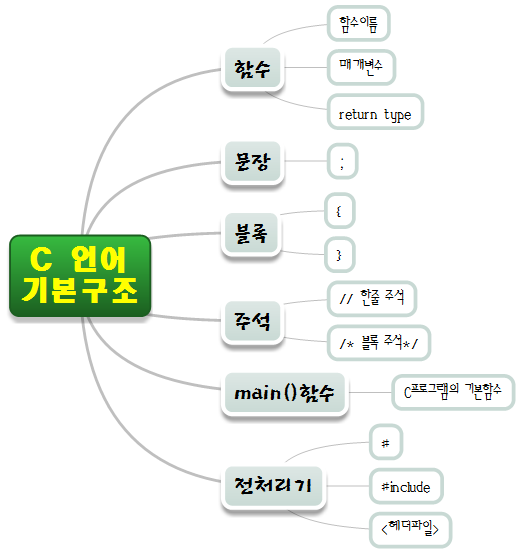 C 언어
기본구조
함수
함수이름
매개변수
return type
문장
;
블록
{
}
주석
// 한줄 주석
/* 블록 주석*/
main()함수
C프로그램의 기본함수
전처리기
#
#include
<헤더파일>